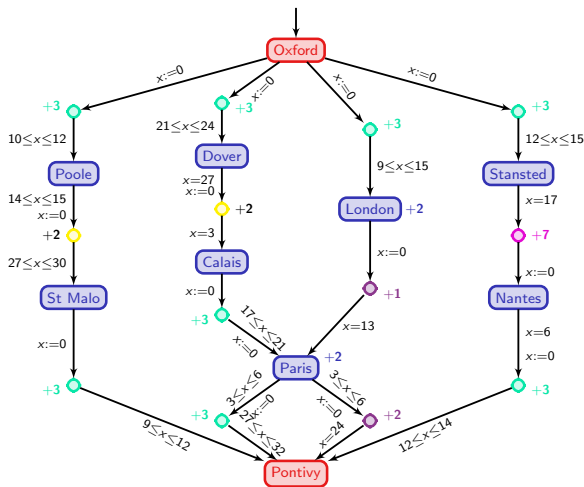 Oxford
x:=0
x:=0
x:=0
x:=0
+3
+3
+3
+3
10≤x≤12
21≤x≤24
9≤x≤15
12≤x≤15
Poole
Dover
London
+2
Stansted
14≤x≤15
x:=0
x=27
x:=0
x=17
+2
+2
+7
27≤x≤30
x=3
x:=0
x:=0
St Malo
Calais
Nantes
x:=0
x:=0
+1
x=6
x:=0
+3
17≤x≤21
x:=0
x=13
Paris
+2
+3
3≤x≤6
x:=0
3≤x≤6
x:=0
+3
+3
+2
9≤x≤12
27≤x≤32
x=24
12≤x≤14
Pontivy